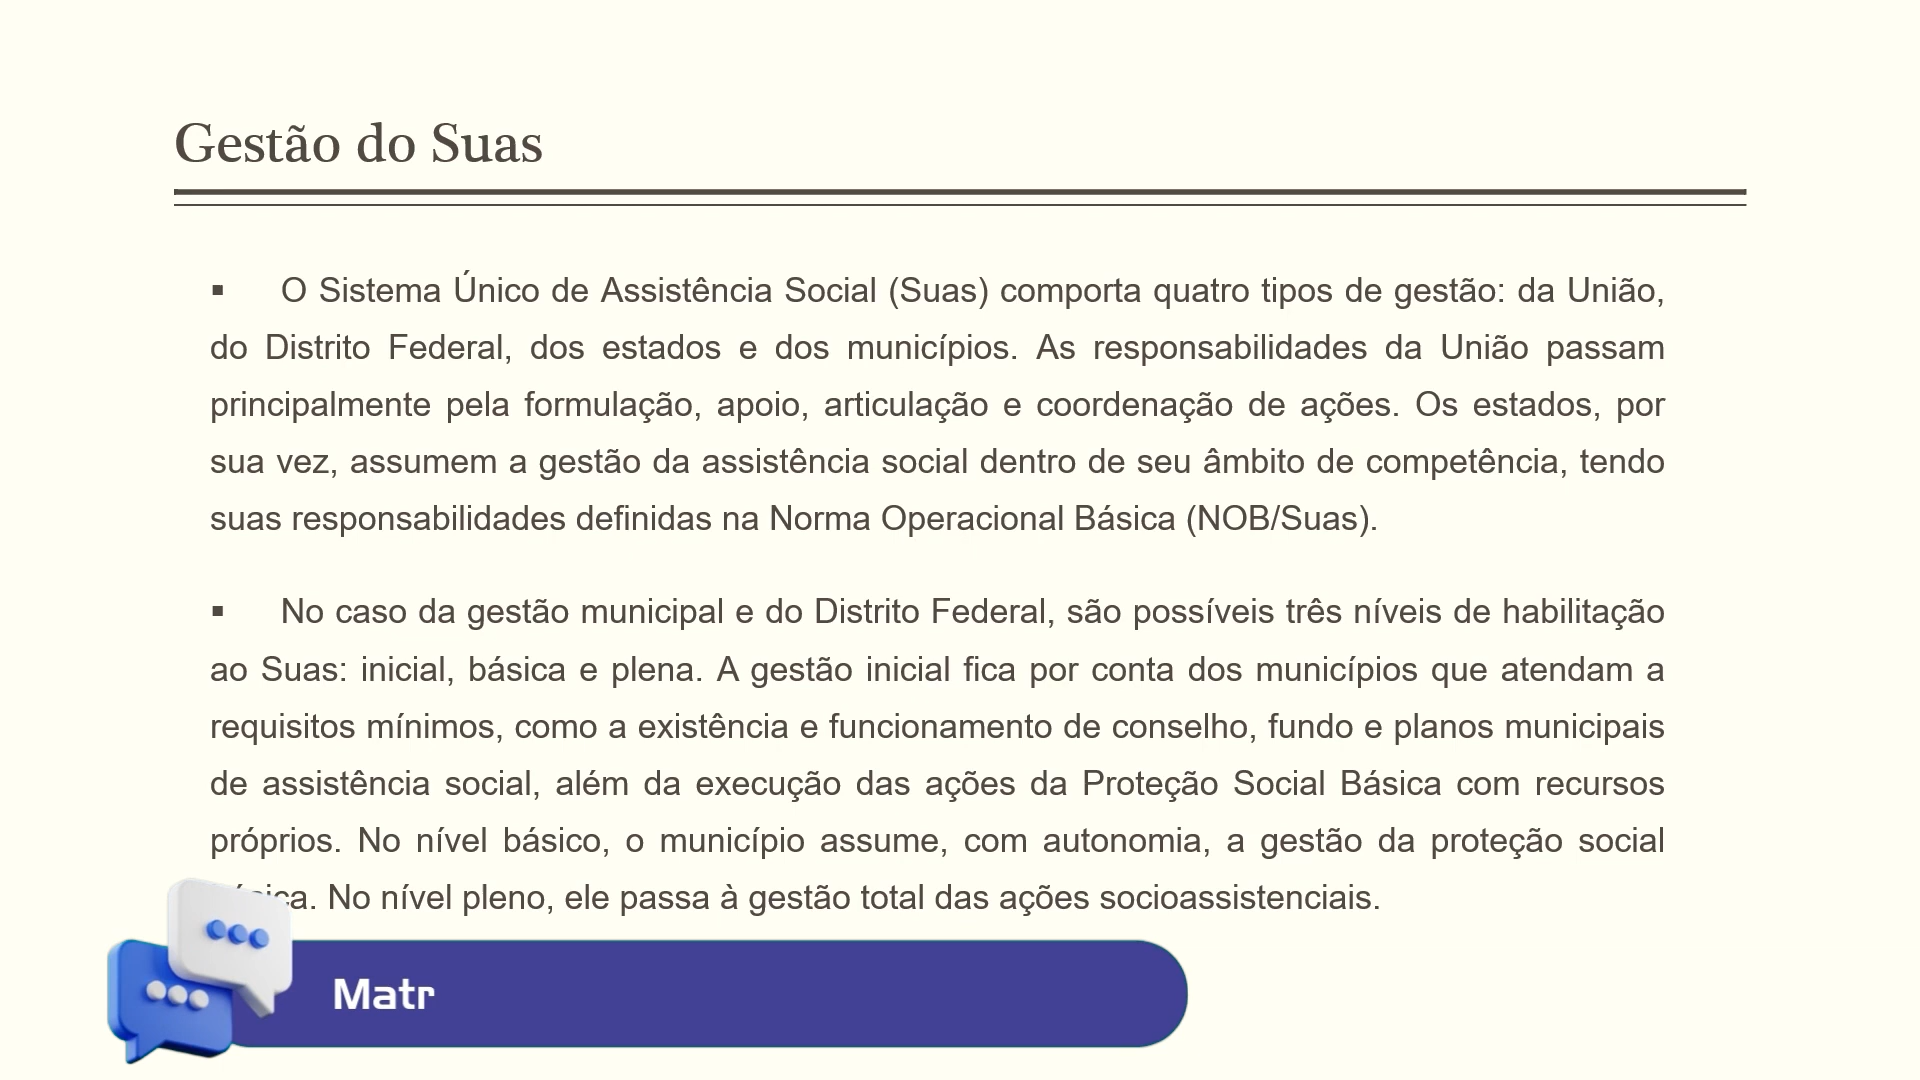 Gestão do Suas
▪ O Sistema Único de Assistência Social (Suas) comporta quatro tipos de gestão: da União,
do Distrito Federal, dos estados e dos municípios. As responsabilidades da União passam
principalmente pela formulação, apoio, articulação e coordenação de ações. Os estados, por
sua vez, assumem a gestão da assistência social dentro de seu âmbito de competência, tendo
suas responsabilidades definidas na Norma Operacional Básica (NOB/Suas).
▪ No caso da gestão municipal e do Distrito Federal, são possíveis três níveis de habilitação
ao Suas: inicial, básica e plena. A gestão inicial fica por conta dos municípios que atendam a
requisitos mínimos, como a existência e funcionamento de conselho, fundo e planos municipais
de assistência social, além da execução das ações da Proteção Social Básica com recursos
próprios. No nível básico, o município assume, com autonomia, a gestão da proteção social
básica. No nível pleno, ele passa à gestão total das ações socioassistenciais.
Matr